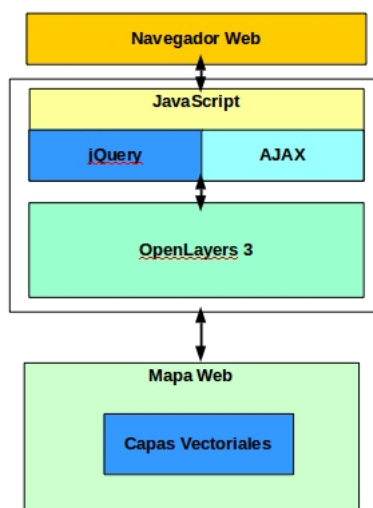 Navegador Web
JavaScript
jQuery
AJAX
OpenLayers 3
Mapa Web
Capas Vectoriales